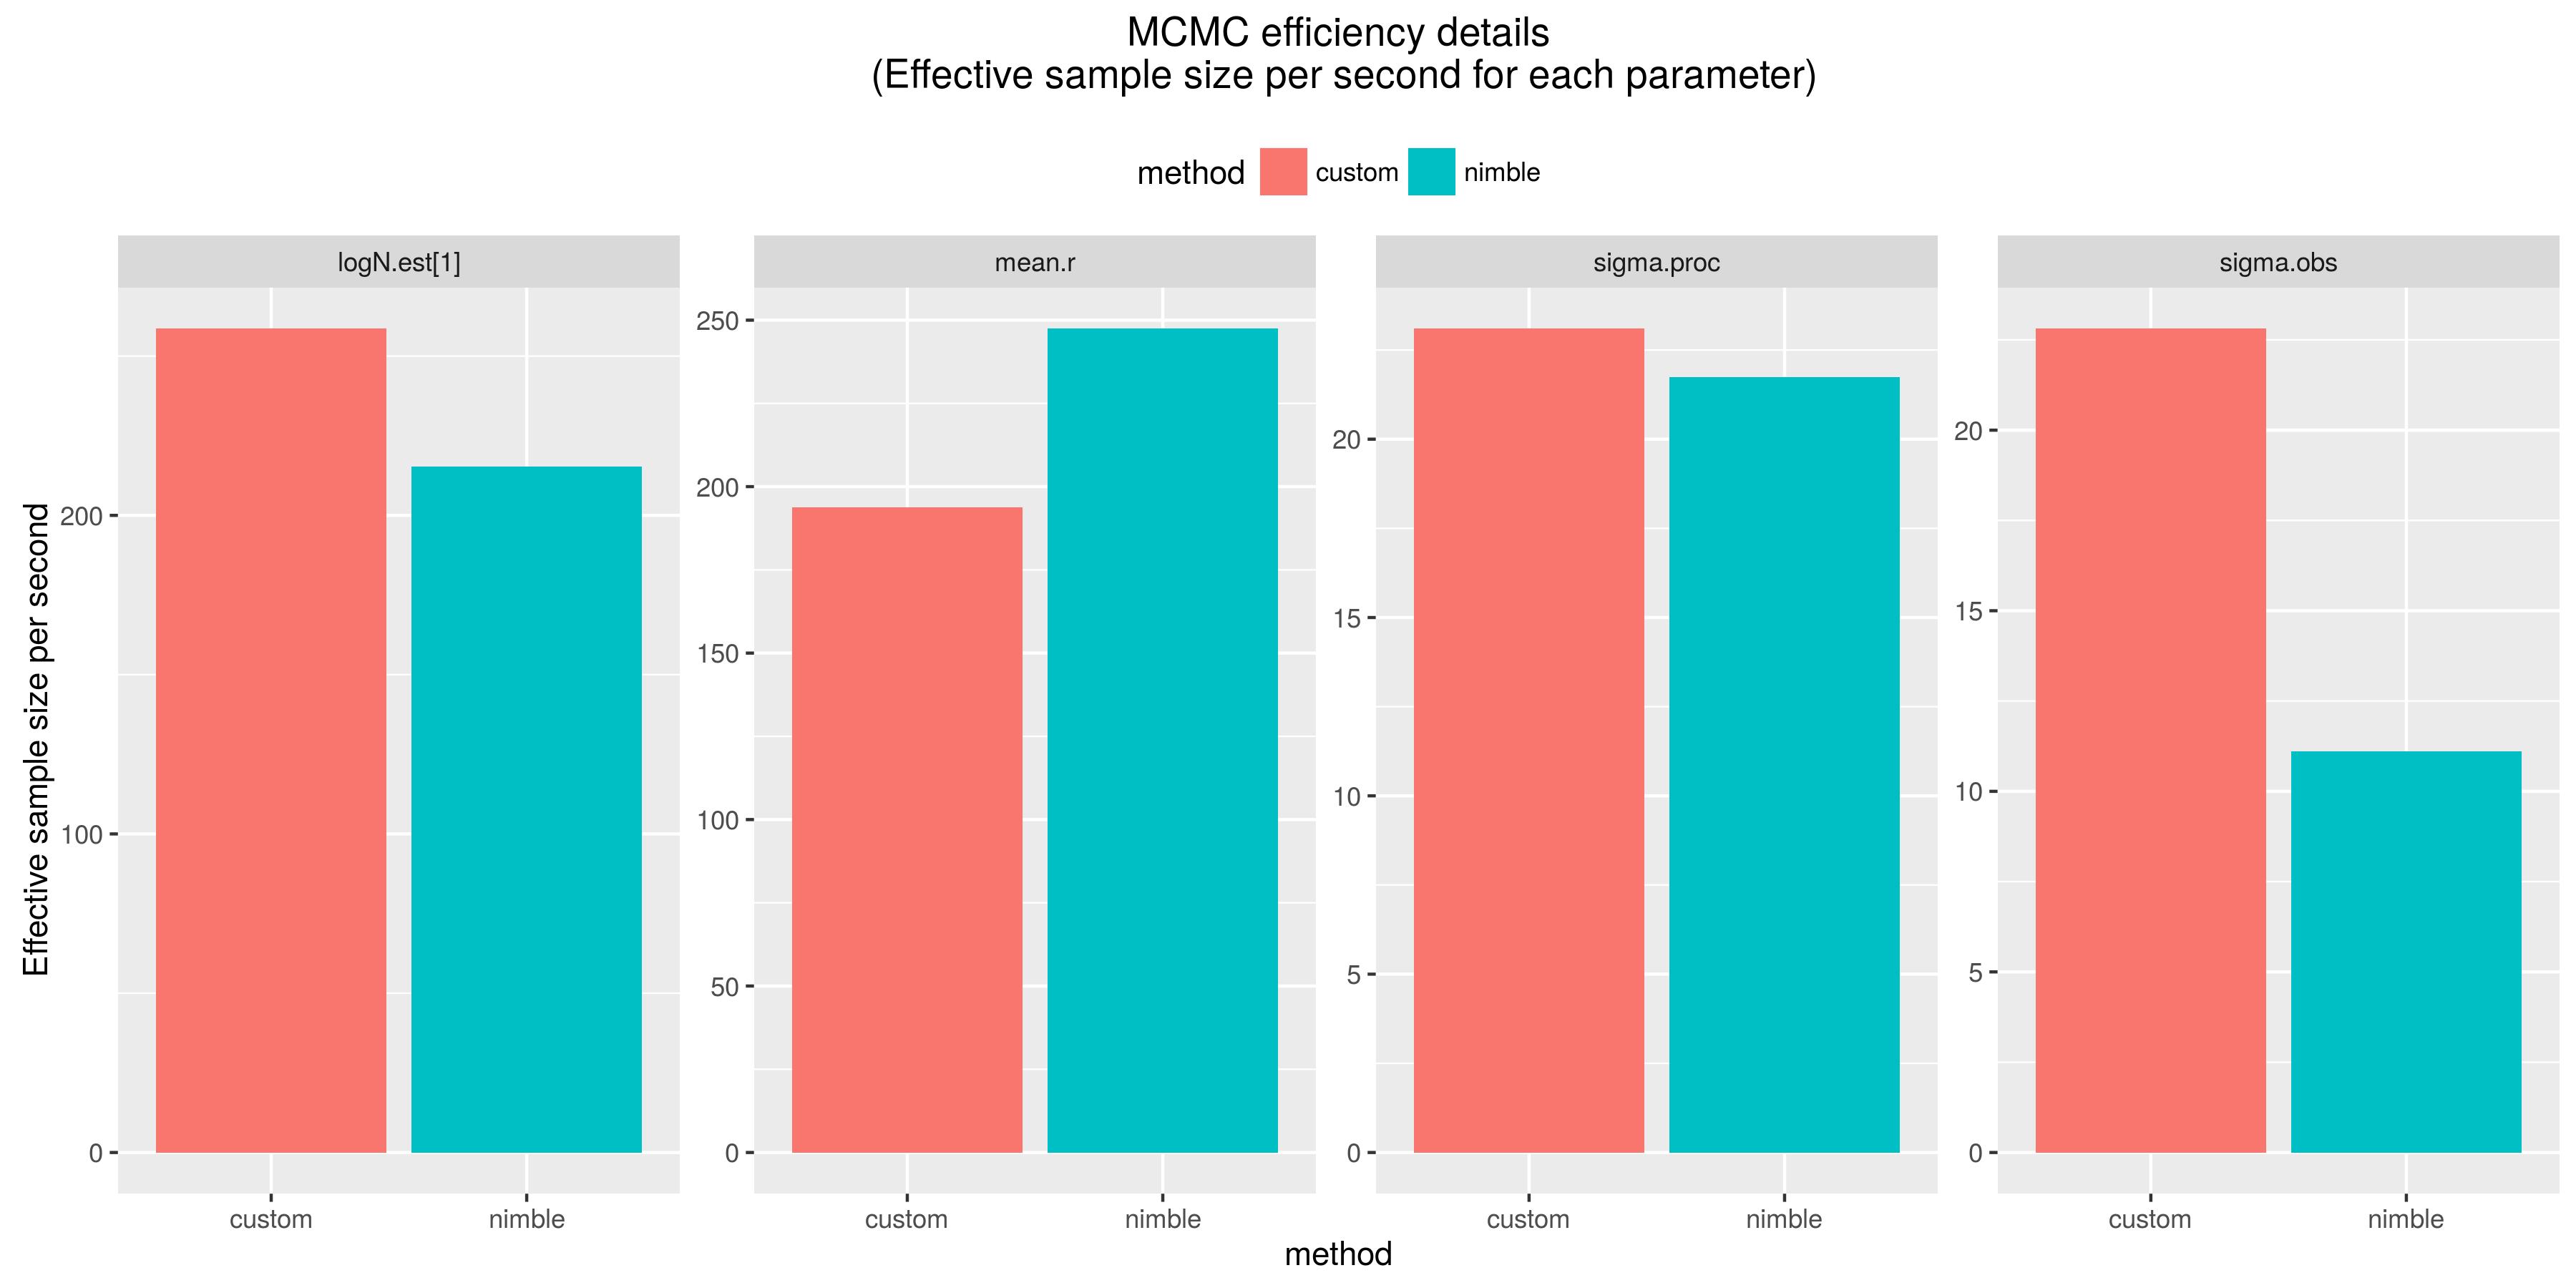 MCMC efficiency details
(Effective sample size per second for each parameter)
method custom nimble
logN.est[1] mean.r sigma.proc sigma.obs
Effective sample size per second
200
100
0
250
200
150
100
50
0
20
15
10
5
0
20
15
10
5
0
custom nimble custom nimble custom nimble custom nimble
method